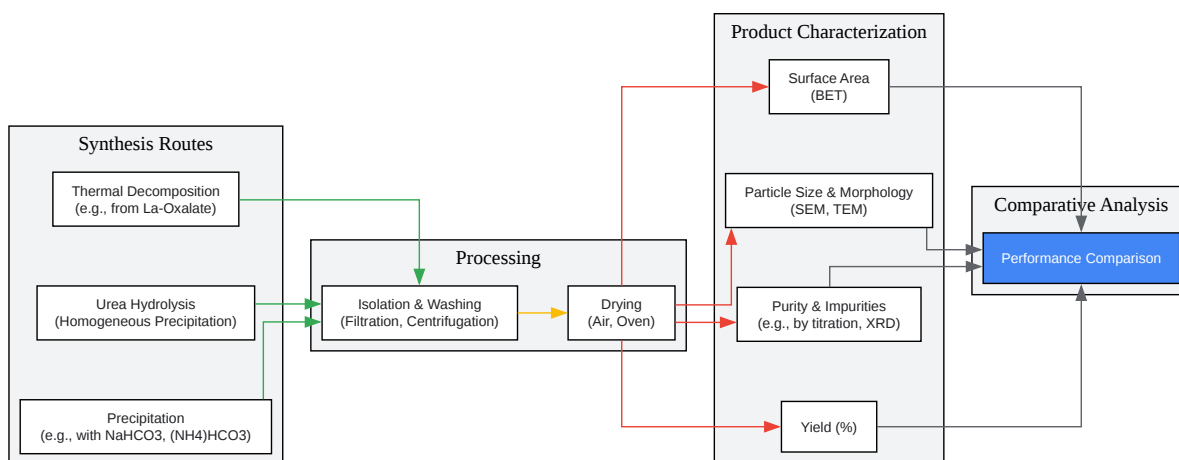 Synthesis Routes
Thermal Decomposition
(e.g., from La-Oxalate)
Urea Hydrolysis
(Homogeneous Precipitation)
Precipitation
(e.g., with NaHCO3, (NH4)HCO3)
Processing
Isolation & Washing
(Filtration, Centrifugation)
Drying
(Air, Oven)
Product Characterization
Surface Area
(BET)
Particle Size & Morphology
(SEM, TEM)
Purity & Impurities
(e.g., by titration, XRD)
Yield (%)
Comparative Analysis
Performance Comparison